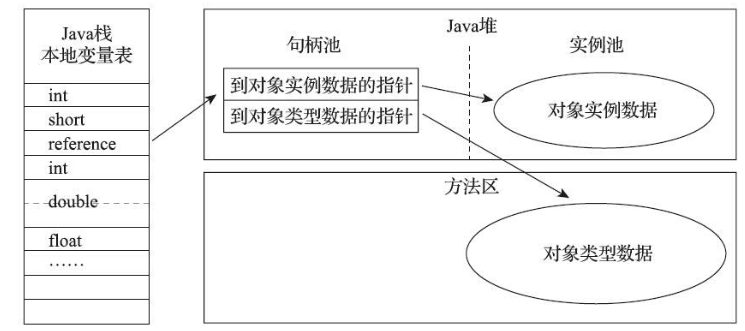 Java栈
本地变量表
int
short
reference
int
double
float
……
Java堆
句柄池
实例池
到对象实例数据的指针
到对象类型数据的指针
对象实例数据
方法区
对象类型数据